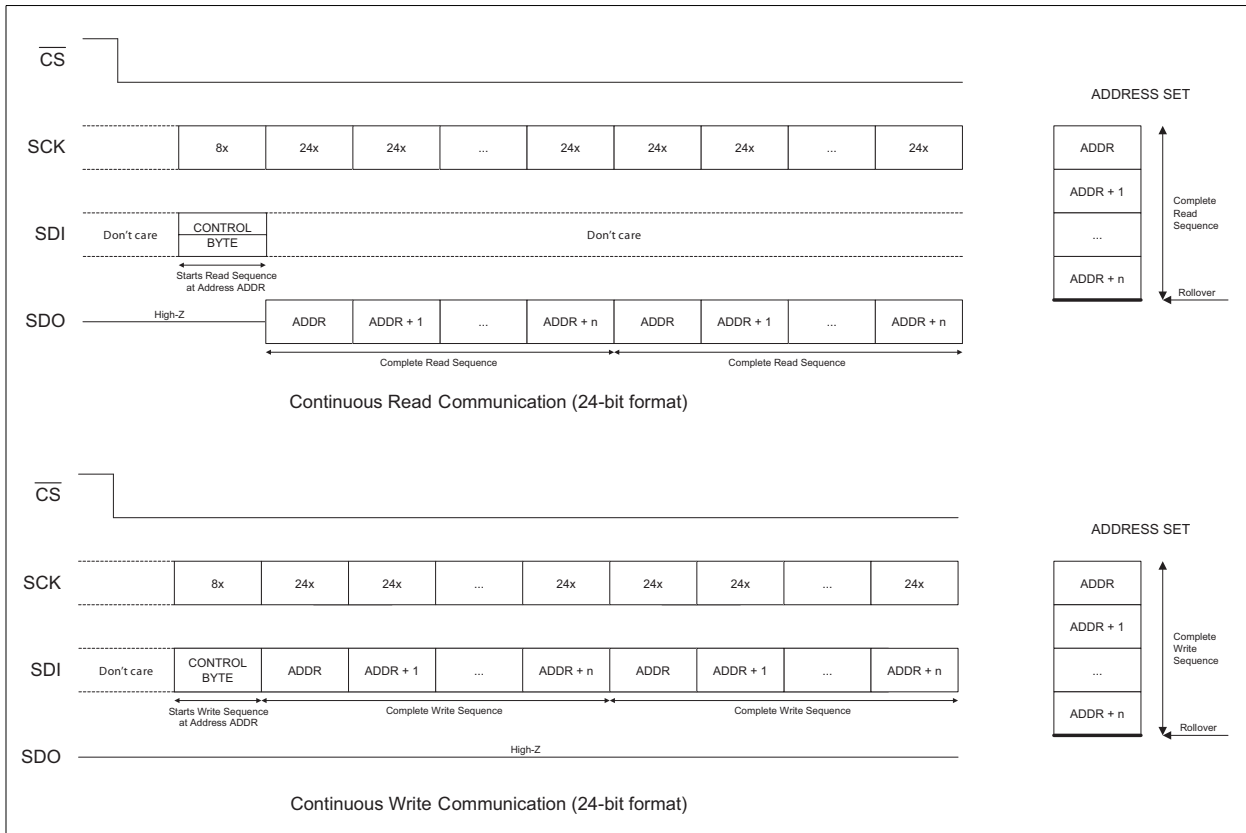 CS
ADDRESS SET
SCK 8x 24x 24x ... 24x 24x 24x ... 24x
ADDR
ADDR + 1
...
ADDR + n
Complete
Read
Sequence
Rollover
SDI Don't care CONTROL Don't care
BYTE
Starts Read Sequence
at Address ADDR
SDO High-Z ADDR ADDR + 1 ... ADDR + n ADDR ADDR + 1 ... ADDR + n
Complete Read Sequence Complete Read Sequence
Continuous Read Communication (24-bit format)
CS
ADDRESS SET
SCK 8x 24x 24x ... 24x 24x 24x ... 24x
ADDR
ADDR + 1
...
ADDR + n
Complete
Write
Sequence
Rollover
SDI Don't care CONTROL ADDR ADDR + 1 ... ADDR + n ADDR ADDR + 1 ... ADDR + n
BYTE
Starts Write Sequence Complete Write Sequence Complete Write Sequence
at Address ADDR
SDO High-Z
Continuous Write Communication (24-bit format)